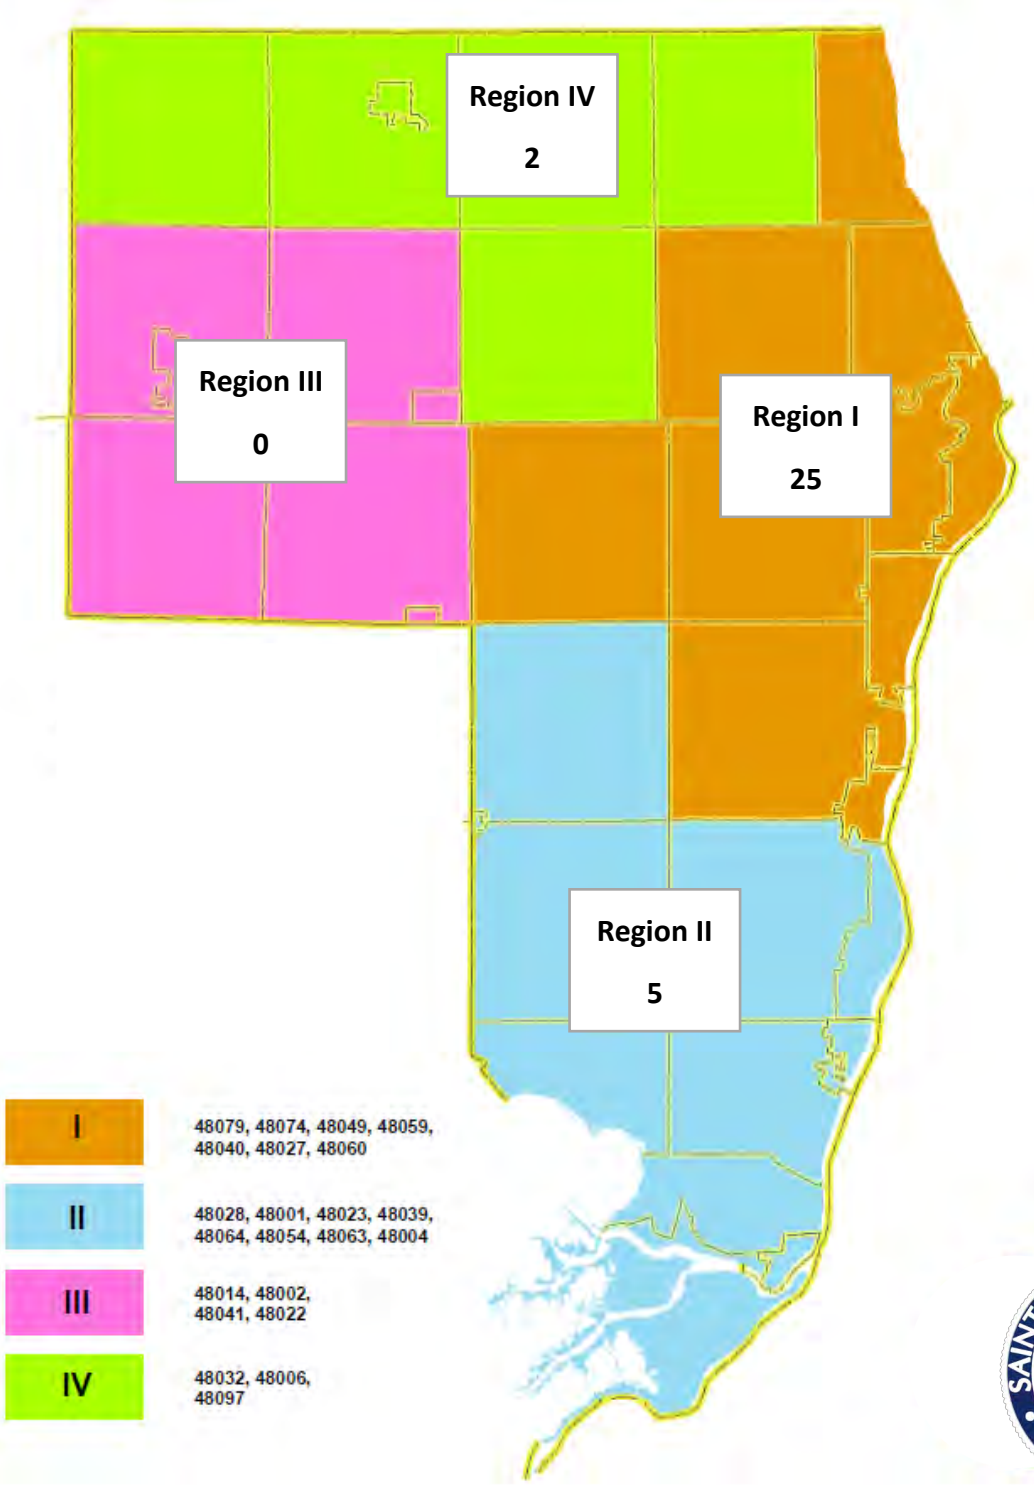 Region IV
2
Region III
0
Region I
25
Region II
5
I
48079, 48074, 48049, 48059,
48040, 48027, 48060
II
48028, 48001, 48023, 48039,
48064, 48054, 48063, 48004
III
48014, 48002,
48041, 48022
IV
48032, 48006,
48097
SAINT